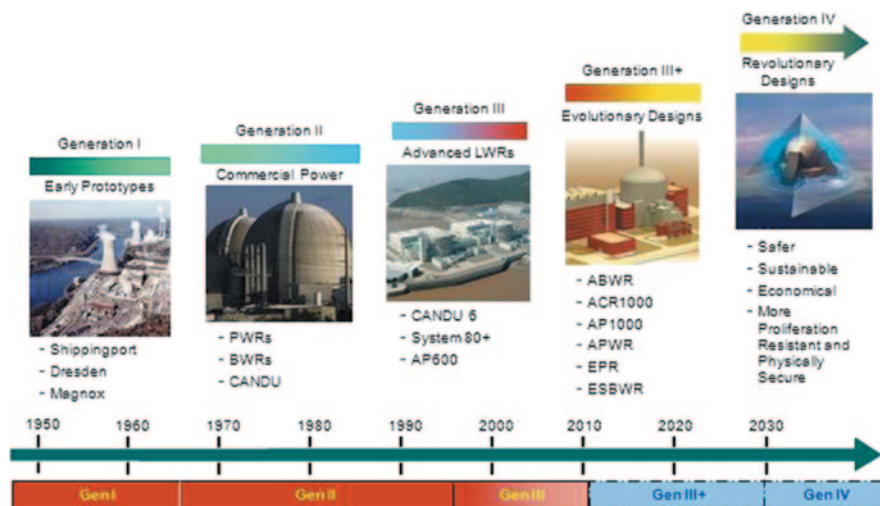 Generation I
Early Prototypes
- Shippingport
- Dresden
- Magnox
Generation II
Commercial Power
- PWRs
- BWRs
- CANDU
Generation III
Advanced LWRs
- CANDU 6
- System 80+
- AP600
Generation III+
Evolutionary Designs
- ABWR
- ACR1000
- AP1000
- APWR
- EPR
- ESBWR
Generation IV
Revolutionary
Designs
- Safer
- Sustainable
- Economical
- More
Proliferation
Resistant and
Physically
Secure
1950 1960 1970 1980 1990 2000 2010 2020 2030
Gen I Gen II Gen III Gen III+ Gen IV